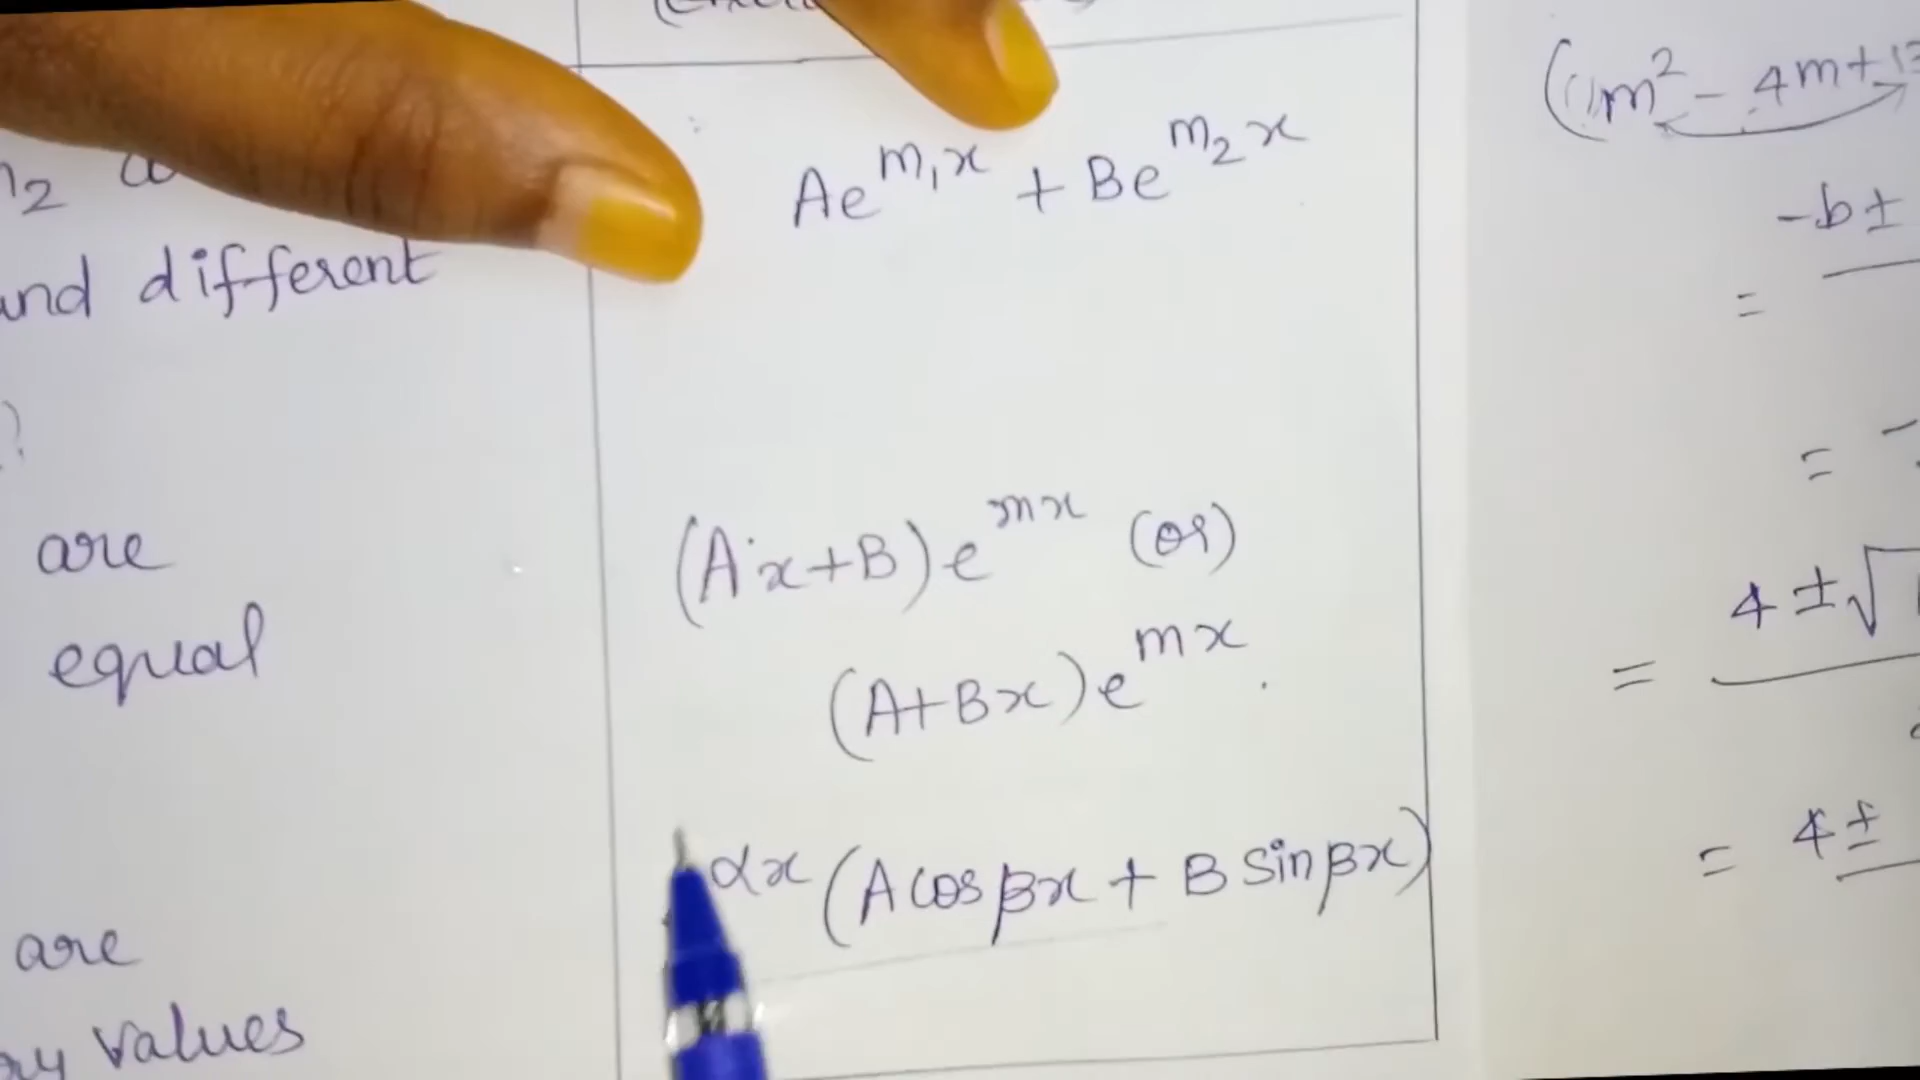 and different
are
equal
are
values
Ae^{m₁x} + Be^{m₂x}
(Ax+B)e^{mx} (or)
(A+Bx)e^{mx}.
αx (A cos βx + B sin βx)
(1)m² - 4m + 13
-b ±
=
=
= 4 ± √
= 4 ±